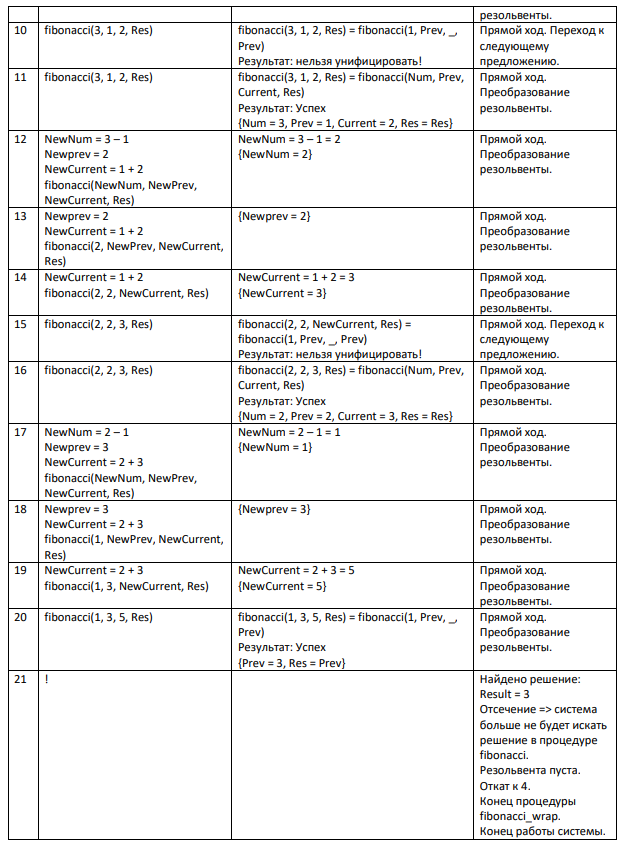 резольвенты.
10
fibonacci(3, 1, 2, Res)
fibonacci(3, 1, 2, Res) = fibonacci(1, Prev, _,
Prev)
Результат: нельзя унифицировать!
Прямой ход. Переход к
следующему
предложению.
11
fibonacci(3, 1, 2, Res)
fibonacci(3, 1, 2, Res) = fibonacci(Num, Prev,
Current, Res)
Результат: Успех
{Num = 3, Prev = 1, Current = 2, Res = Res}
Прямой ход.
Преобразование
резольвенты.
12
NewNum = 3 – 1
Newprev = 2
NewCurrent = 1 + 2
fibonacci(NewNum, NewPrev,
NewCurrent, Res)
NewNum = 3 – 1 = 2
{NewNum = 2}
Прямой ход.
Преобразование
резольвенты.
13
Newprev = 2
NewCurrent = 1 + 2
fibonacci(2, NewPrev, NewCurrent,
Res)
{Newprev = 2}
Прямой ход.
Преобразование
резольвенты.
14
NewCurrent = 1 + 2
fibonacci(2, 2, NewCurrent, Res)
NewCurrent = 1 + 2 = 3
{NewCurrent = 3}
Прямой ход.
Преобразование
резольвенты.
15
fibonacci(2, 2, 3, Res)
fibonacci(2, 2, NewCurrent, Res) =
fibonacci(1, Prev, _, Prev)
Результат: нельзя унифицировать!
Прямой ход. Переход к
следующему
предложению.
16
fibonacci(2, 2, 3, Res)
fibonacci(2, 2, 3, Res) = fibonacci(Num, Prev,
Current, Res)
Результат: Успех
{Num = 2, Prev = 2, Current = 3, Res = Res}
Прямой ход.
Преобразование
резольвенты.
17
NewNum = 2 – 1
Newprev = 3
NewCurrent = 2 + 3
fibonacci(NewNum, NewPrev,
NewCurrent, Res)
NewNum = 2 – 1 = 1
{NewNum = 1}
Прямой ход.
Преобразование
резольвенты.
18
Newprev = 3
NewCurrent = 2 + 3
fibonacci(1, NewPrev, NewCurrent,
Res)
{Newprev = 3}
Прямой ход.
Преобразование
резольвенты.
19
NewCurrent = 2 + 3
fibonacci(1, 3, NewCurrent, Res)
NewCurrent = 2 + 3 = 5
{NewCurrent = 5}
Прямой ход.
Преобразование
резольвенты.
20
fibonacci(1, 3, 5, Res)
fibonacci(1, 3, 5, Res) = fibonacci(1, Prev, _,
Prev)
Результат: Успех
{Prev = 3, Res = Prev}
Прямой ход.
Преобразование
резольвенты.
21
!
Найдено решение:
Result = 3
Отсечение => система
больше не будет искать
решение в процедуре
fibonacci.
Резольвента пуста.
Откат к 4.
Конец процедуры
fibonacci_wrap.
Конец работы системы.